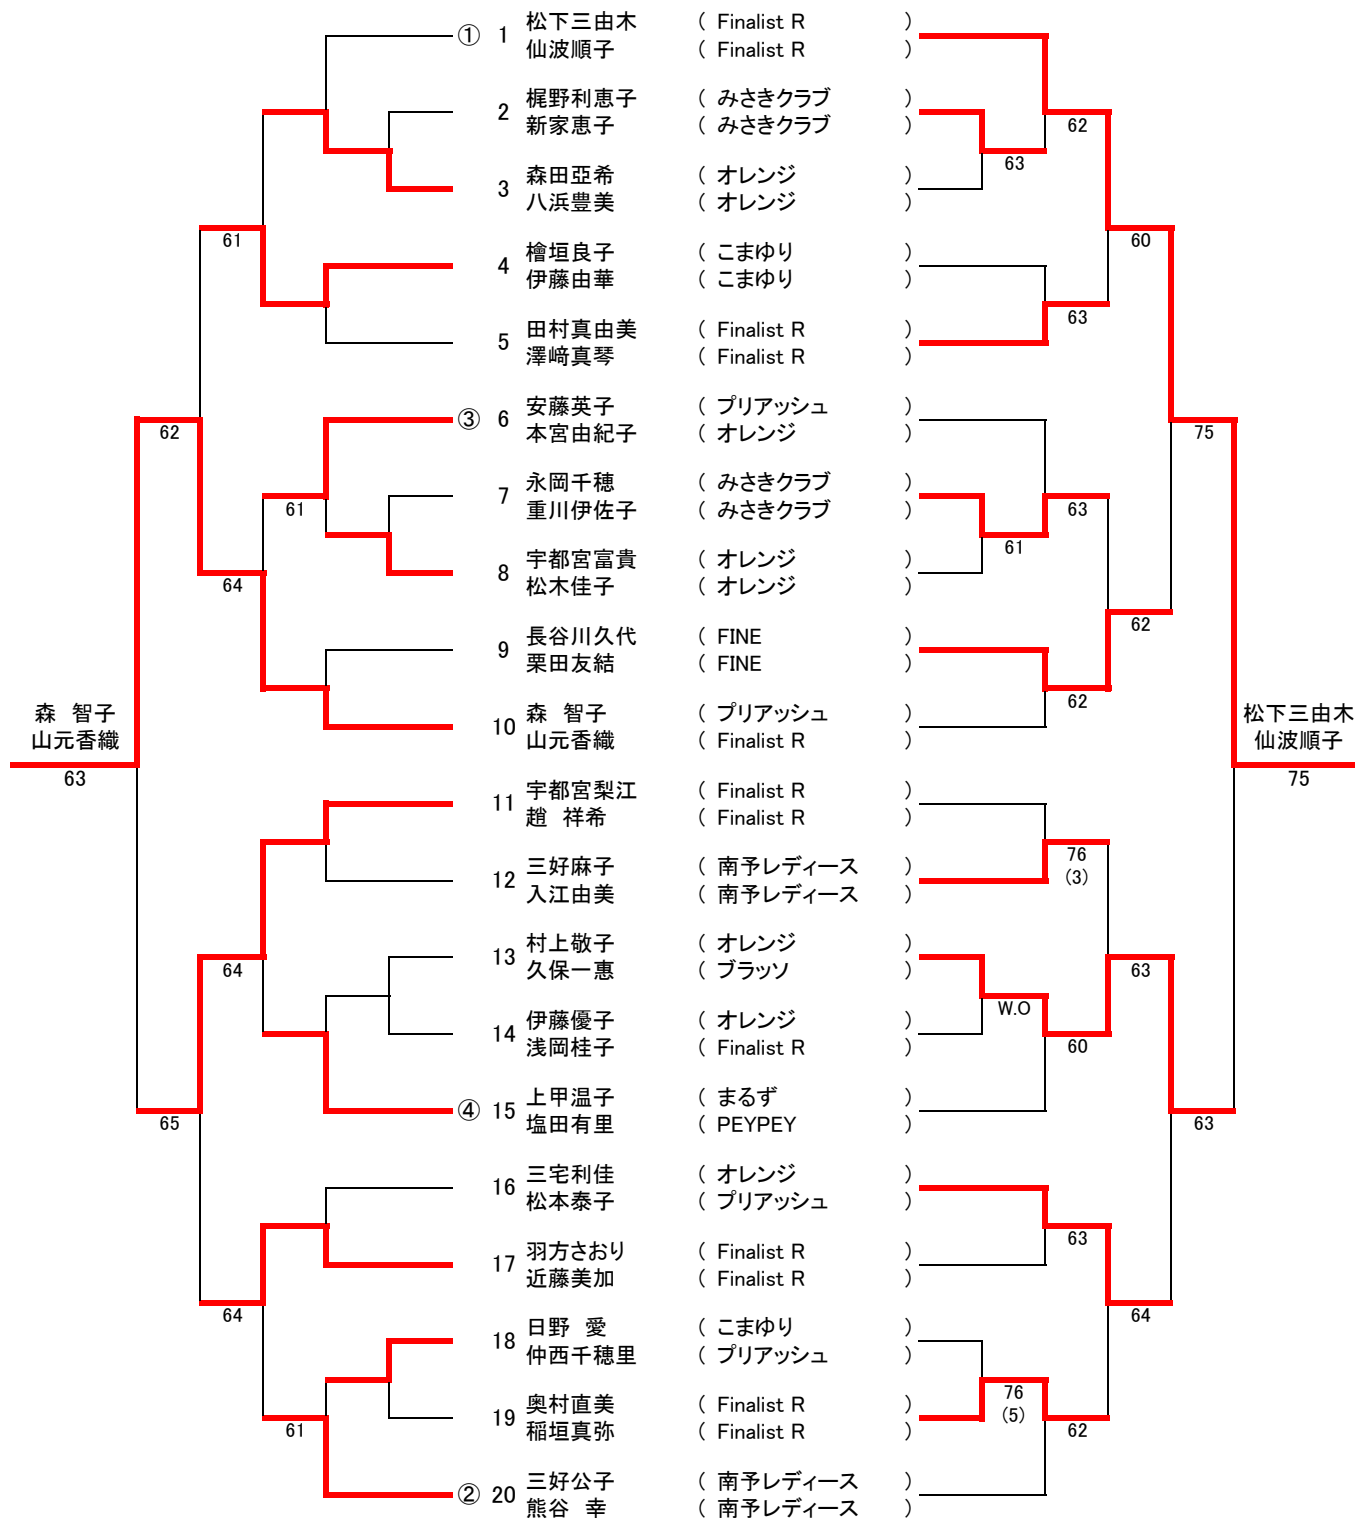 ① 1 松下三由木 ( Finalist R )
仙波順子 ( Finalist R )
2 梶野利恵子 ( みさきクラブ )
新家恵子 ( みさきクラブ )
62
63
3 森田亞希 ( オレンジ )
八浜豊美 ( オレンジ )
61
60
4 檜垣良子 ( こまゆり )
伊藤由華 ( こまゆり )
63
5 田村真由美 ( Finalist R )
澤﨑真琴 ( Finalist R )
③ 6 安藤英子 ( プリアッシュ )
本宮由紀子 ( オレンジ )
62
75
7 永岡千穂 ( みさきクラブ )
重川伊佐子 ( みさきクラブ )
61
63
61
8 宇都宮富貴 ( オレンジ )
松木佳子 ( オレンジ )
64
62
9 長谷川久代 ( FINE )
栗田友結 ( FINE )
62
10 森 智子 ( プリアッシュ )
山元香織 ( Finalist R )
森 智子
山元香織
63
松下三由木
仙波順子
75
11 宇都宮梨江 ( Finalist R )
趙 祥希 ( Finalist R )
76
(3)
12 三好麻子 ( 南予レディース )
入江由美 ( 南予レディース )
13 村上敬子 ( オレンジ )
久保一惠 ( ブラッソ )
64
63
W.O
14 伊藤優子 ( オレンジ )
浅岡桂子 ( Finalist R )
60
④ 15 上甲温子 ( まるず )
塩田有里 ( PEYPEY )
65
63
16 三宅利佳 ( オレンジ )
松本泰子 ( プリアッシュ )
63
17 羽方さおり ( Finalist R )
近藤美加 ( Finalist R )
64
64
18 日野 愛 ( こまゆり )
仲西千穂里 ( プリアッシュ )
76
(5)
19 奥村直美 ( Finalist R )
稲垣真弥 ( Finalist R )
61
62
② 20 三好公子 ( 南予レディース )
熊谷 幸 ( 南予レディース )